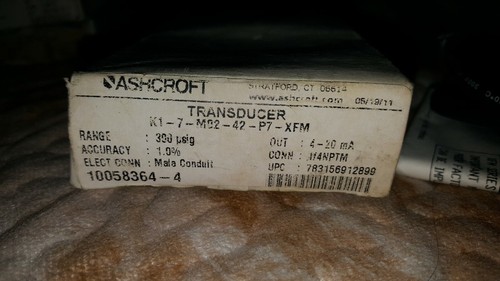 ASHCROFT
STRATFORD, CT 06614
www.ashcroft.com 05/19/11
TRANSDUCER
K1-7-M02-42-P7-XFM
RANGE : 300 psig
OUT : 4-20 mA
ACCURACY : 1.0%
CONN : 1/4NPTM
ELECT CONN : Male Conduit
UPC : 783156912899
10058364-4